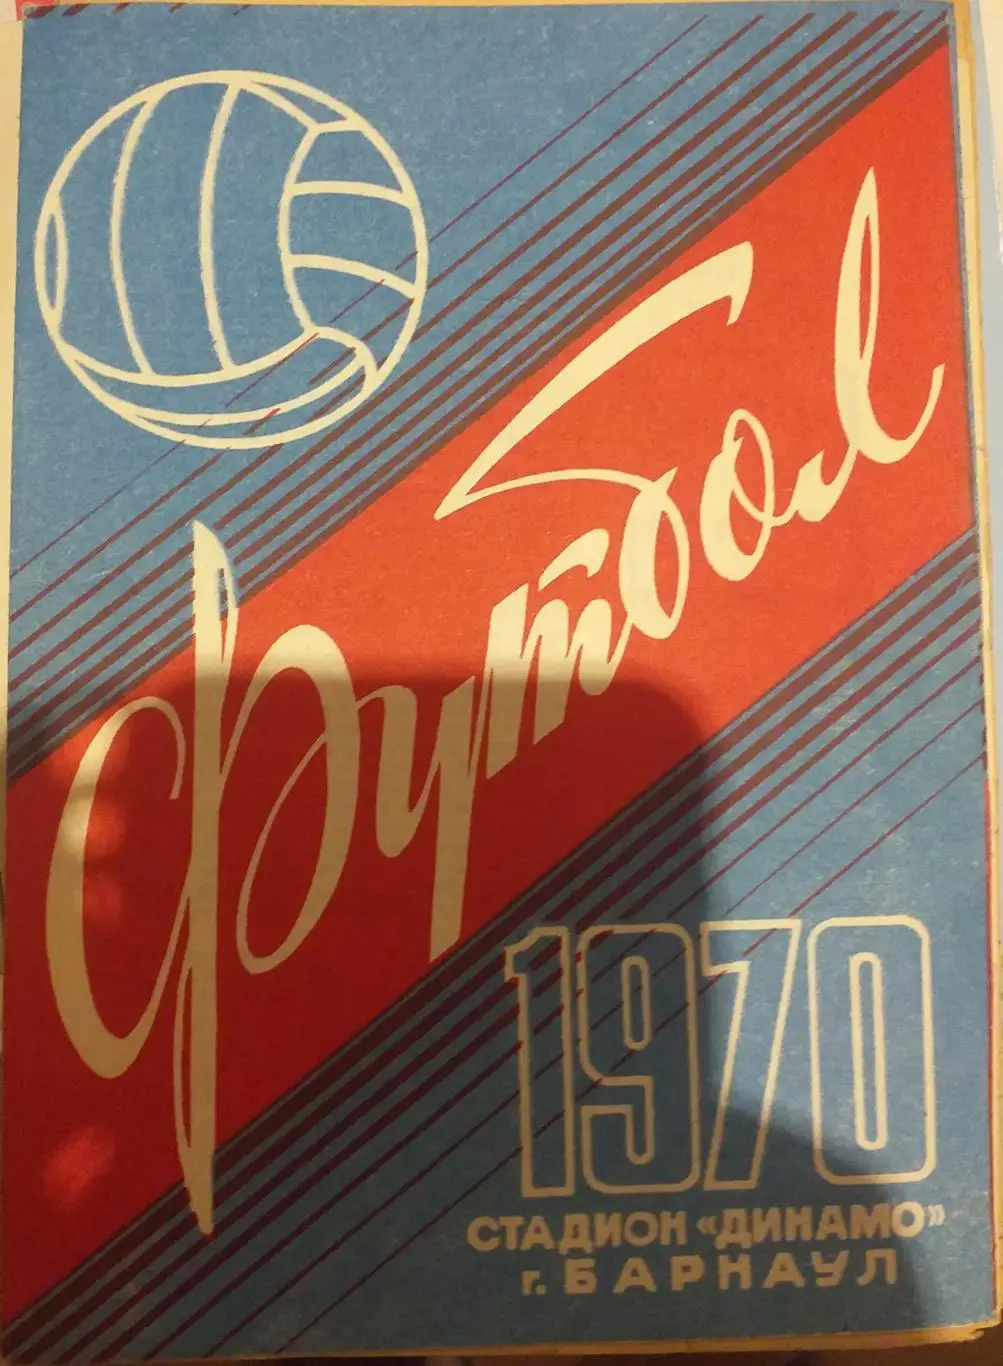 Футбол
1970
СТАДИОН «ДИНАМО»
г. БАРНАУЛ